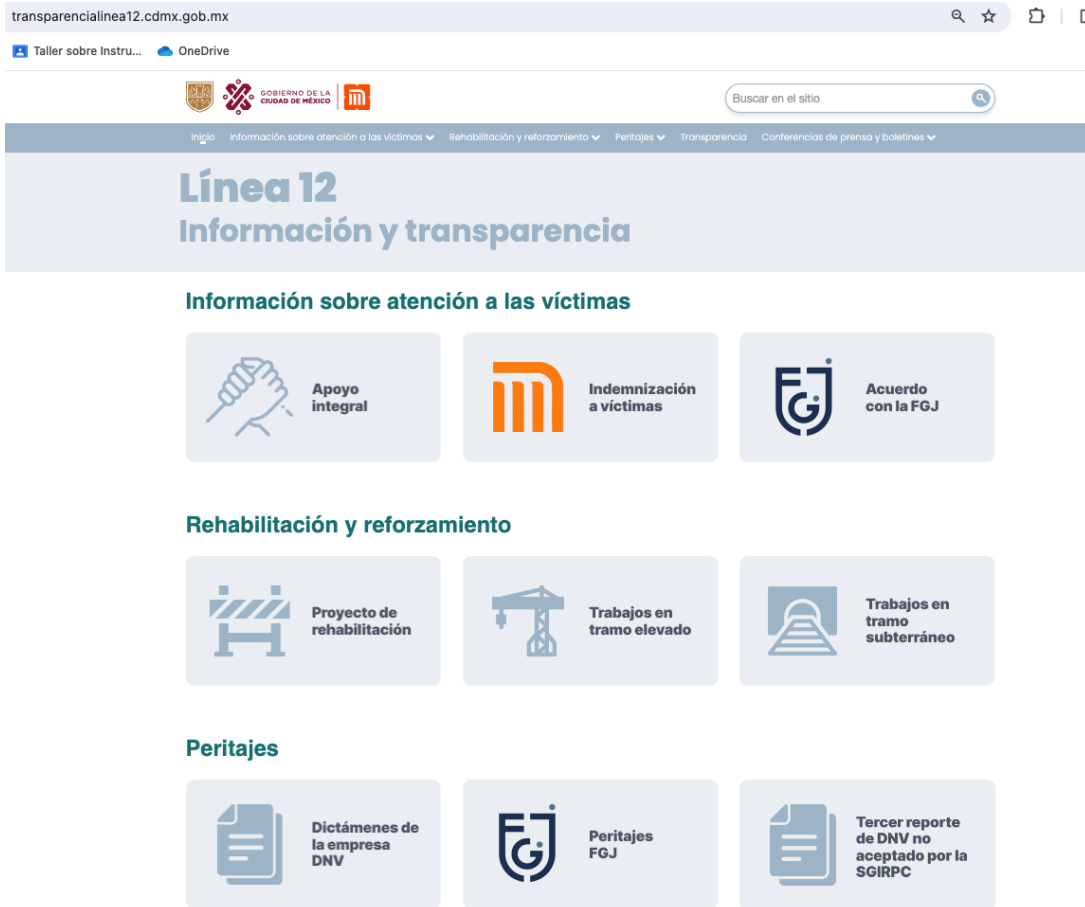 transparencialinea12.cdmx.gob.mx
Taller sobre Instru... OneDrive
GOBIERNO DE LA
CIUDAD DE MÉXICO
Buscar en el sitio
Inicio Información sobre atención a las víctimas Rehabilitación y reforzamiento Peritajes Transparencia Conferencias de prensa y boletines
Línea 12
Información y transparencia
Información sobre atención a las víctimas
Apoyo
integral
Indemnización
a víctimas
FGJ
Acuerdo
con la FGJ
Rehabilitación y reforzamiento
Proyecto de
rehabilitación
Trabajos en
tramo elevado
Trabajos en
tramo
subterráneo
Peritajes
Dictámenes de
la empresa
DNV
FGJ
Peritajes
FGJ
Tercer reporte
de DNV no
aceptado por la
SGIRPC